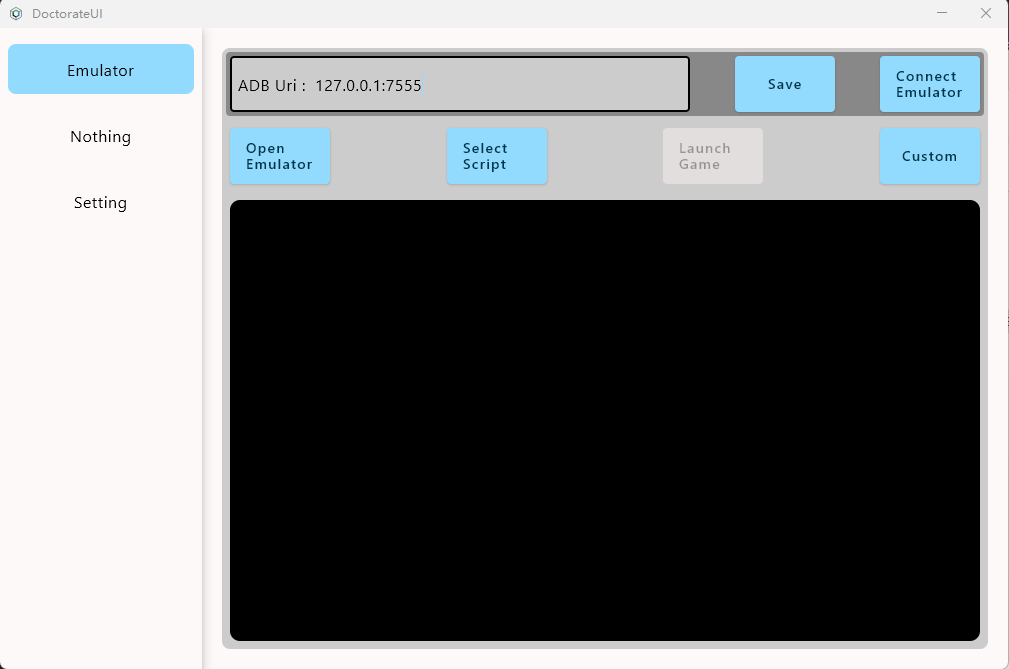 DoctorateUI
Emulator
Nothing
Setting
ADB Uri : 127.0.0.1:7555
Save
Connect
Emulator
Open
Emulator
Select
Script
Launch
Game
Custom